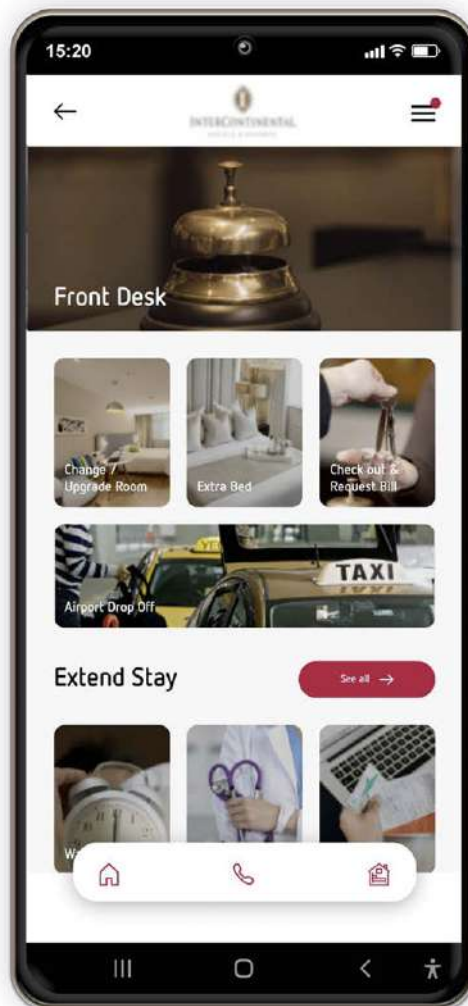 15:20
INTERCONTINENTAL
Front Desk
Change /
Upgrade Room
Extra Bed
Check out &
Request Bill
YE
TAXI
Airport Drop Off
Extend Stay
See all →